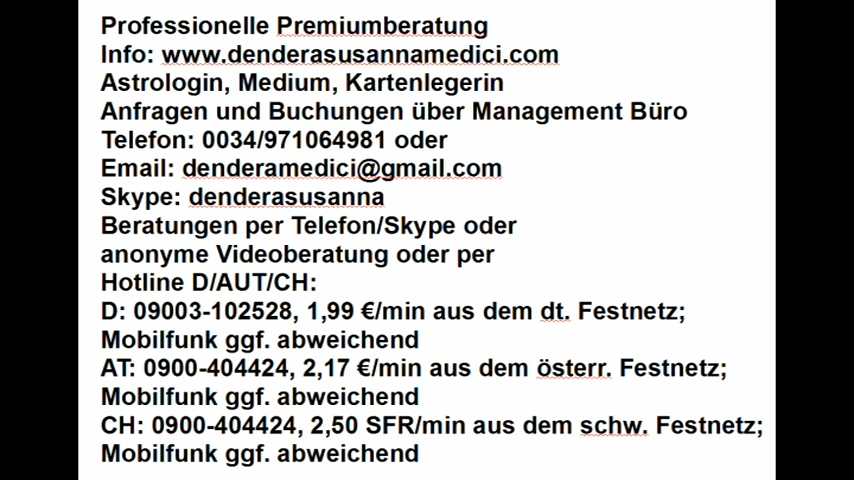 Professionelle Premiumberatung
Info: www.denderasusannamedici.com
Astrologin, Medium, Kartenlegerin
Anfragen und Buchungen über Management Büro
Telefon: 0034/971064981 oder
Email: denderamedici@gmail.com
Skype: denderasusanna
Beratungen per Telefon/Skype oder
anonyme Videoberatung oder per
Hotline D/AUT/CH:
D: 09003-102528, 1,99 €/min aus dem dt. Festnetz;
Mobilfunk ggf. abweichend
AT: 0900-404424, 2,17 €/min aus dem österr. Festnetz;
Mobilfunk ggf. abweichend
CH: 0900-404424, 2,50 SFR/min aus dem schw. Festnetz;
Mobilfunk ggf. abweichend